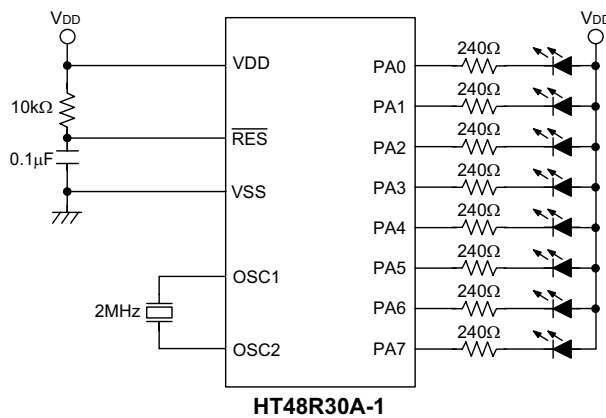 VDD
VDD
VDD
PA0
240Ω
10kΩ
PA1
240Ω
RES
PA2
240Ω
0.1μF
PA3
240Ω
VSS
PA4
240Ω
PA5
240Ω
OSC1
2MHz
PA6
240Ω
OSC2
PA7
240Ω
HT48R30A-1